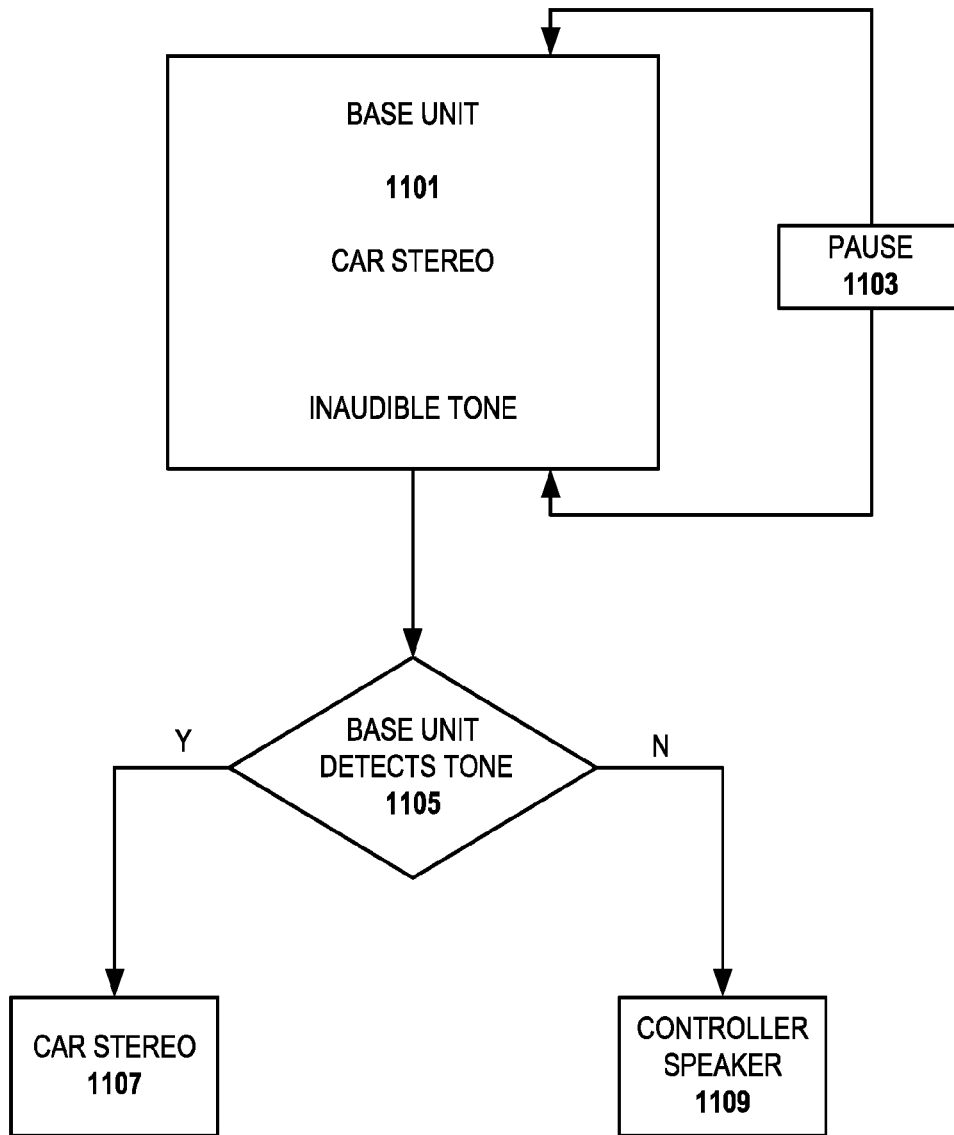 BASE UNIT
1101
CAR STEREO
INAUDIBLE TONE
PAUSE
1103
BASE UNIT
DETECTS TONE
1105
Y
N
CAR STEREO
1107
CONTROLLER
SPEAKER
1109